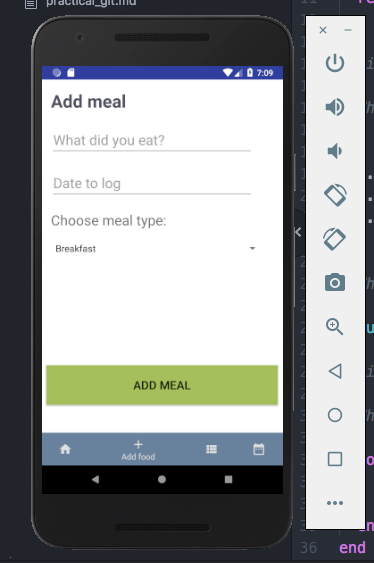 practical_git.md
7:09
Add meal
What did you eat?
Date to log
Choose meal type:
Breakfast
ADD MEAL
Add food
36 end